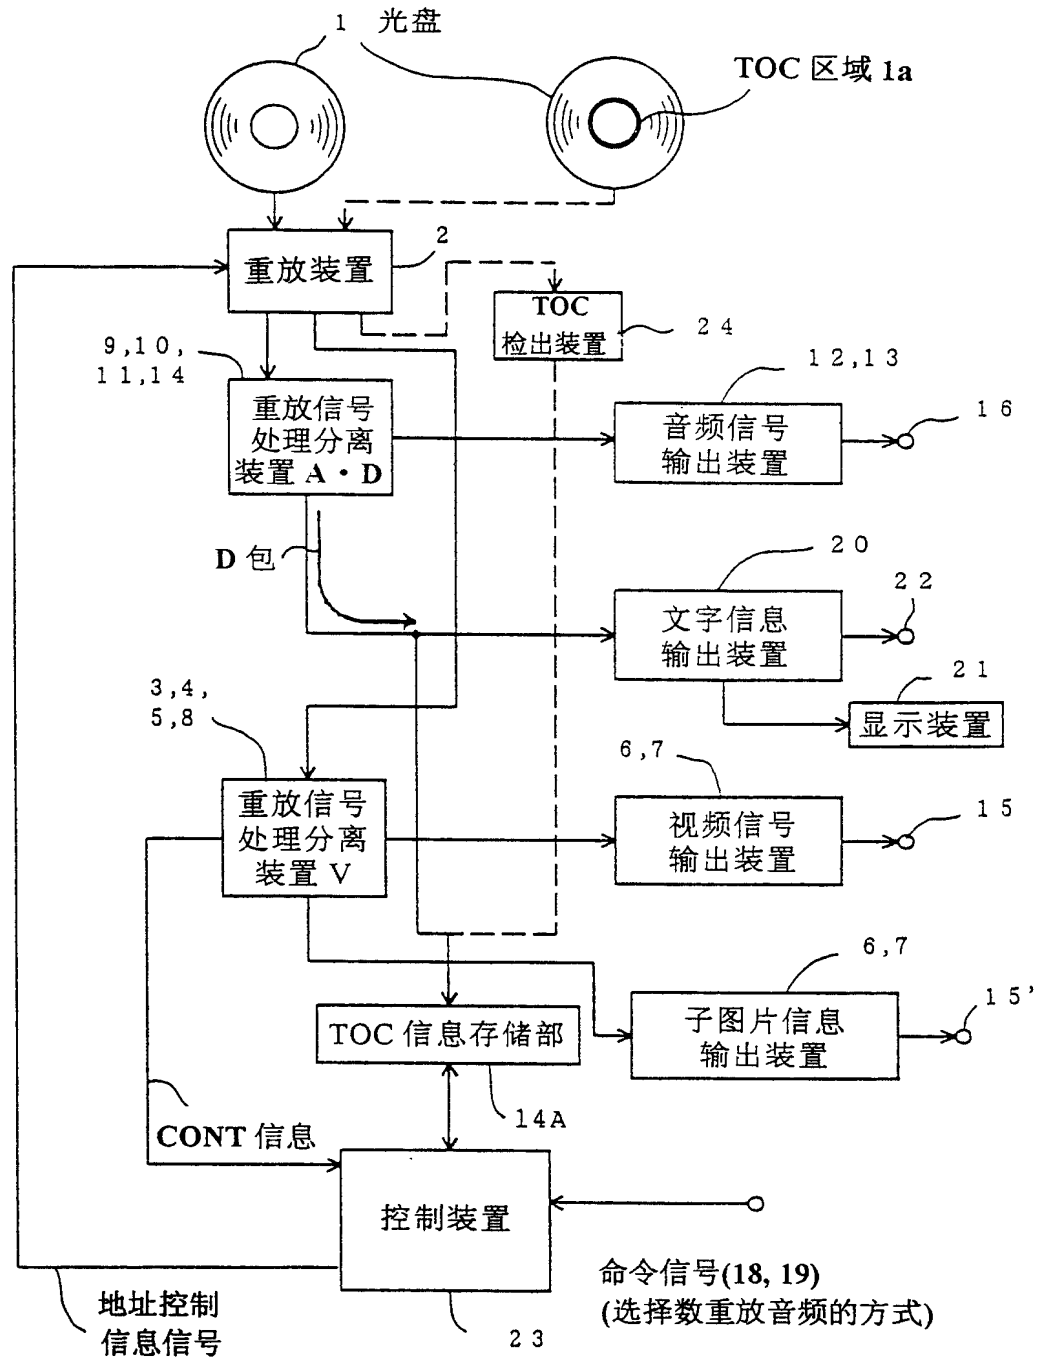 1 光盘
TOC 区域 1a
2
重放装置
TOC
检出装置
24
9,10,
11,14
重放信号
处理分离
装置 A・D
12,13
音频信号
输出装置
16
D 包
20
文字信息
输出装置
22
21
显示装置
3,4,
5,8
重放信号
处理分离
装置 V
6,7
视频信号
输出装置
15
6,7
子图片信息
输出装置
15'
TOC 信息存储部
14A
CONT 信息
控制装置
命令信号(18, 19)
(选择数重放音频的方式)
地址控制
信息信号
23